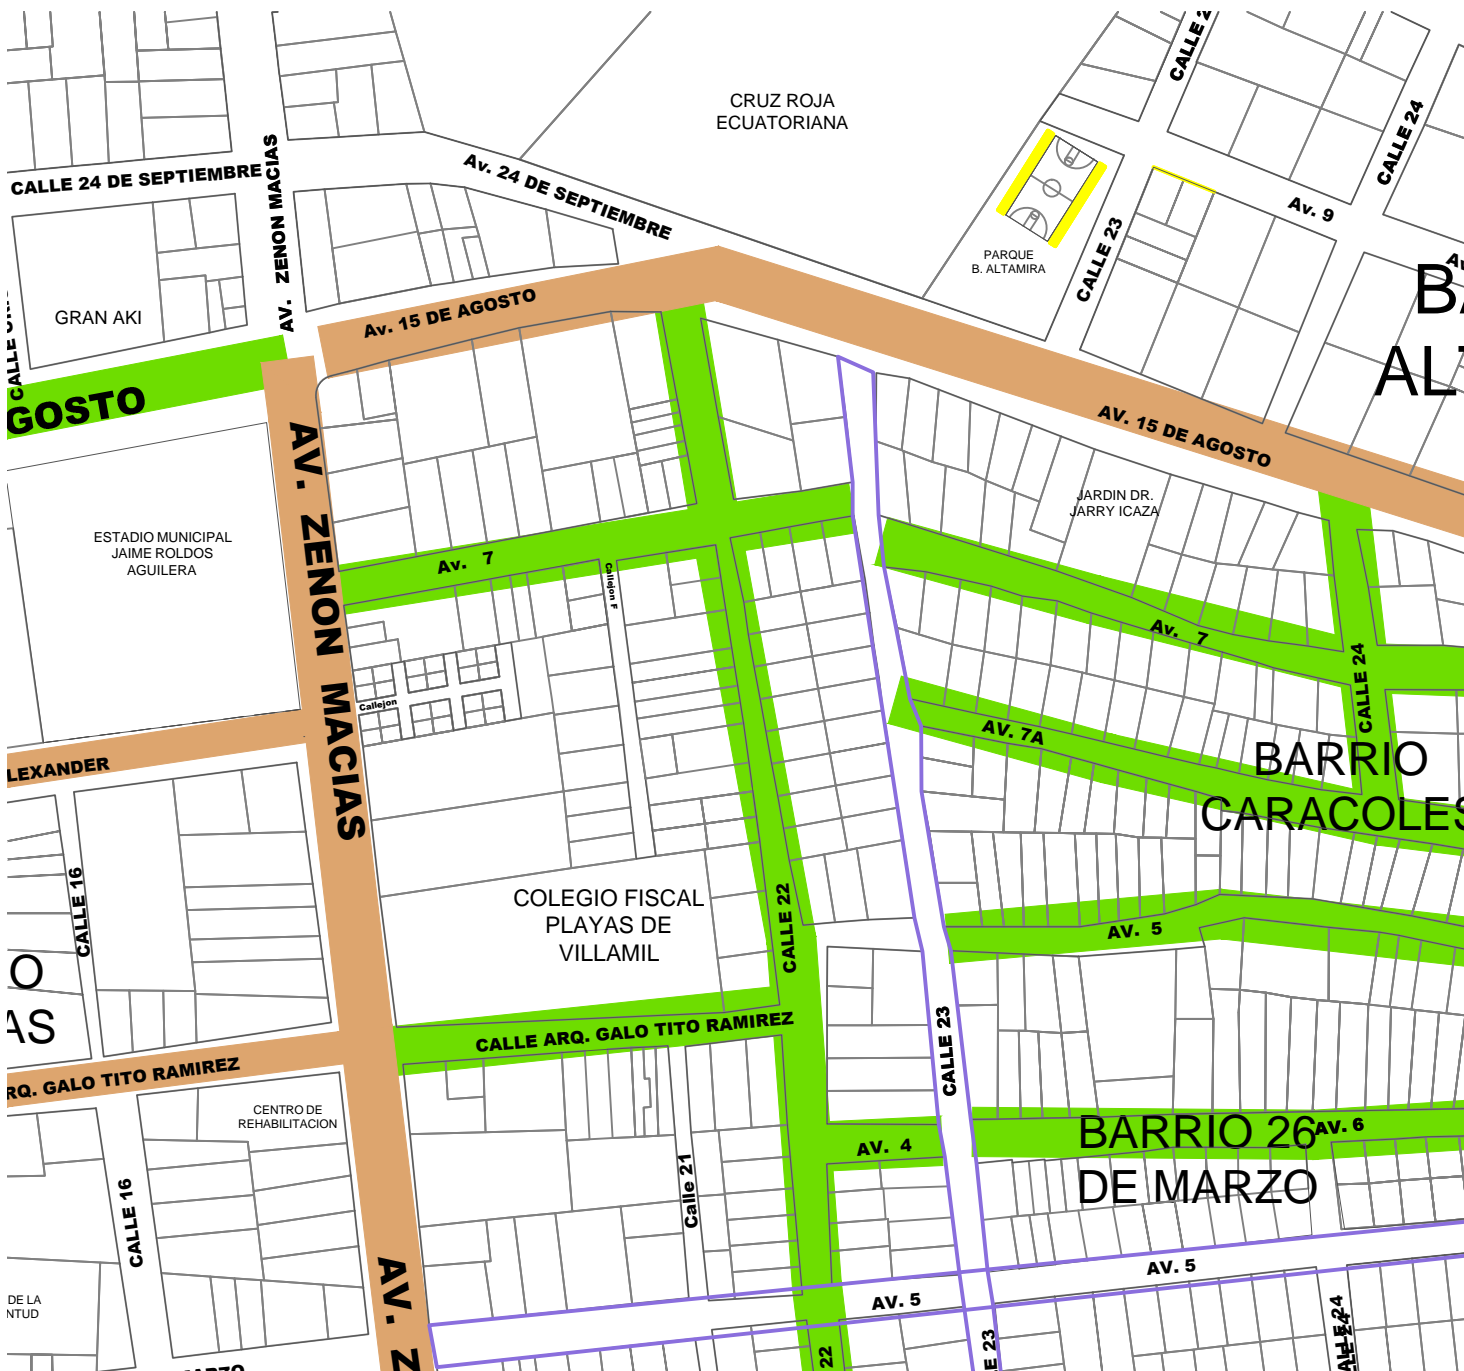 CALLE 24
CRUZ ROJA
ECUATORIANA
CALLE 24 DE SEPTIEMBRE
AV. ZENON MACIAS
Av. 24 DE SEPTIEMBRE
Av. 9
CALLE 23
PARQUE
B. ALTAMIRA
GRAN AKI
Av. 15 DE AGOSTO
GOSTO
AV. 15 DE AGOSTO
AV. ZENON MACIAS
JARDIN DR.
JARRY ICAZA
ESTADIO MUNICIPAL
JAIME ROLDOS
AGUILERA
Av. 7
Callejon F
Av. 7
CALLE 24
Callejon
AV. 7A
BARRIO
CARACOLES
LEXANDER
CALLE 16
COLEGIO FISCAL
PLAYAS DE
VILLAMIL
CALLE 22
AV. 5
O
AS
CALLE ARQ. GALO TITO RAMIREZ
CALLE 23
RQ. GALO TITO RAMIREZ
CENTRO DE
REHABILITACION
BARRIO 26
DE MARZO
AV. 6
AV. 4
Calle 21
CALLE 16
AV. 5
AV. 5
DE LA
NTUD
AV. Z
22
E 23